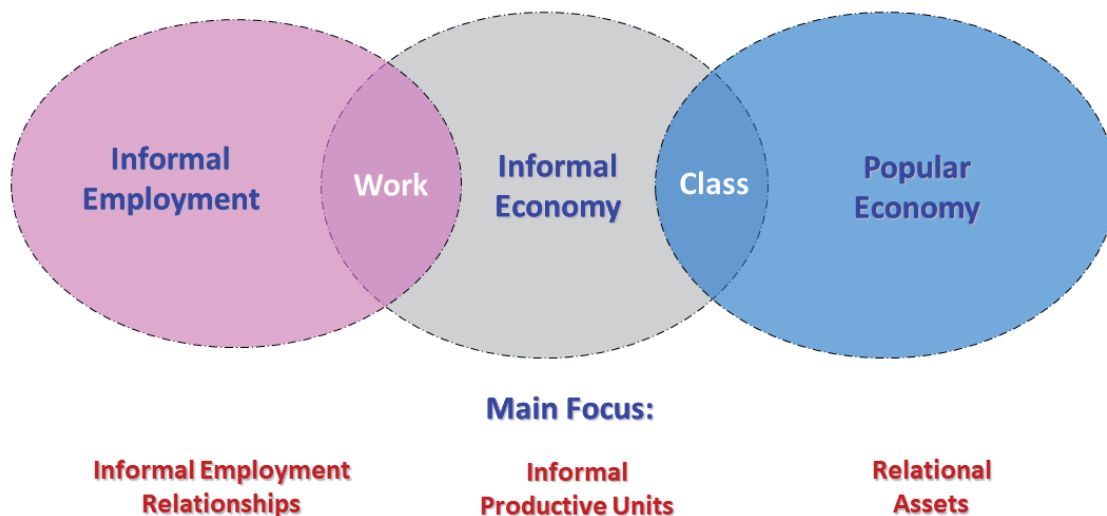 Informal
Employment
Work
Informal
Economy
Class
Popular
Economy
Main Focus:
Informal Employment
Relationships
Informal
Productive Units
Relational
Assets